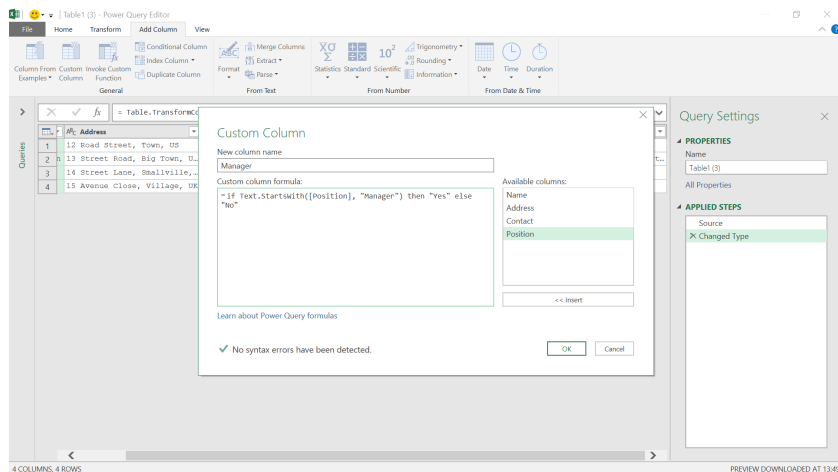 Table1 (3) - Power Query Editor
File Home Transform Add Column View
Column From Examples
Custom Column
Invoke Custom Function
Conditional Column
Index Column
Duplicate Column
General
ABC
Format
Merge Columns
Extract
Parse
From Text
Statistics
Standard
10²
Scientific
Trigonometry
Rounding
Information
From Number
Date
Time
Duration
From Date & Time
fx = Table.TransformCo
Queries
ABC Address
1 12 Road Street, Town, US
2 13 Street Road, Big Town, U…
3 14 Street Lane, Smallville,…
4 15 Avenue Close, Village, UK
Custom Column
New column name
Manager
Custom column formula:
=if Text.StartsWith([Position], "Manager") then "Yes" else
"No"
Available columns:
Name
Address
Contact
Position
<< Insert
Learn about Power Query formulas
No syntax errors have been detected.
OK
Cancel
Query Settings
PROPERTIES
Name
Table1 (3)
All Properties
APPLIED STEPS
Source
Changed Type
4 COLUMNS, 4 ROWS
PREVIEW DOWNLOADED AT